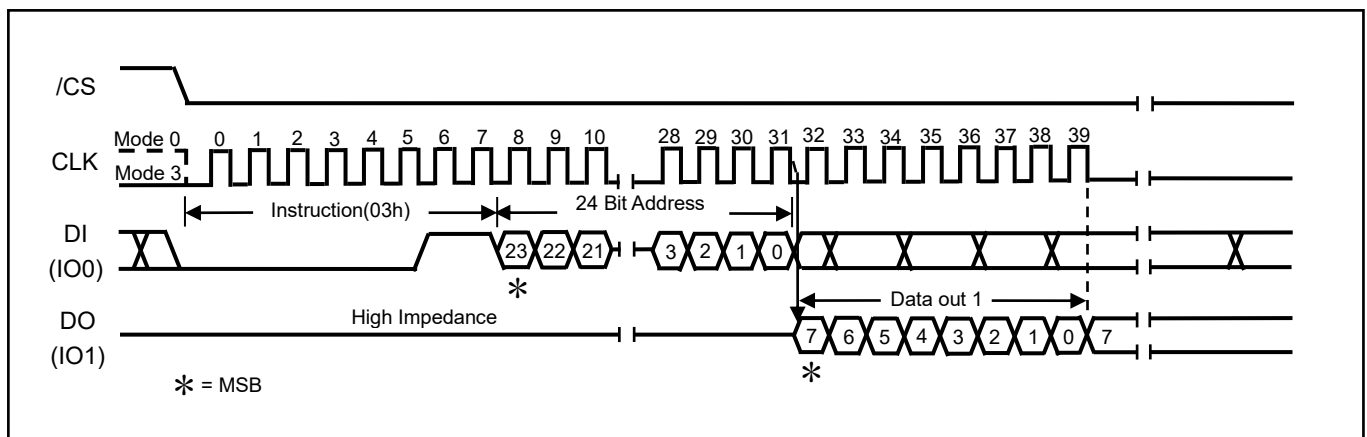 /CS
Mode 0
0 1 2 3 4 5 6 7 8 9 10 28 29 30 31 32 33 34 35 36 37 38 39
CLK
Mode 3
Instruction(03h) 24 Bit Address
DI
(IO0)
23 22 21 3 2 1 0
*
Data out 1
High Impedance
DO
(IO1)
7 6 5 4 3 2 1 0 7
*
* = MSB